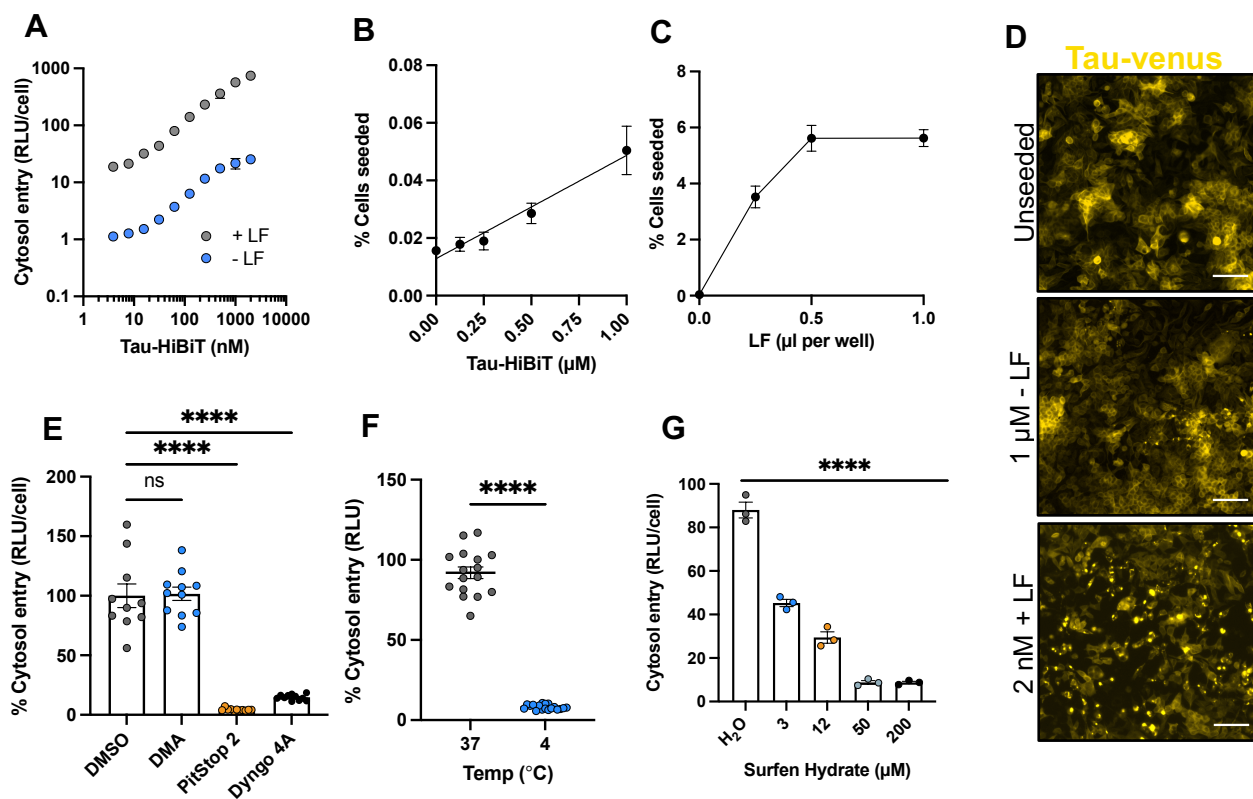 A
Cytosol entry (RLU/cell)
1000
100
10
1
0.1
+ LF
- LF
1
10
100
1000
10000
Tau-HiBiT (nM)
B
% Cells seeded
0.08
0.06
0.04
0.02
0.00
0.00
0.25
0.50
0.75
1.00
Tau-HiBiT (µM)
C
% Cells seeded
8
6
4
2
0
0.0
0.5
1.0
LF (µl per well)
D
Tau-venus
Unseeded
1 µM - LF
2 nM + LF
E
****
****
ns
% Cytosol entry (RLU/cell)
200
150
100
50
0
DMSO
DMA
PitStop 2
Dyngo 4A
F
****
% Cytosol entry (RLU)
150
100
50
0
37
4
Temp (°C)
G
****
Cytosol entry (RLU/cell)
100
80
60
40
20
0
H₂O
3
12
50
200
Surfen Hydrate (µM)